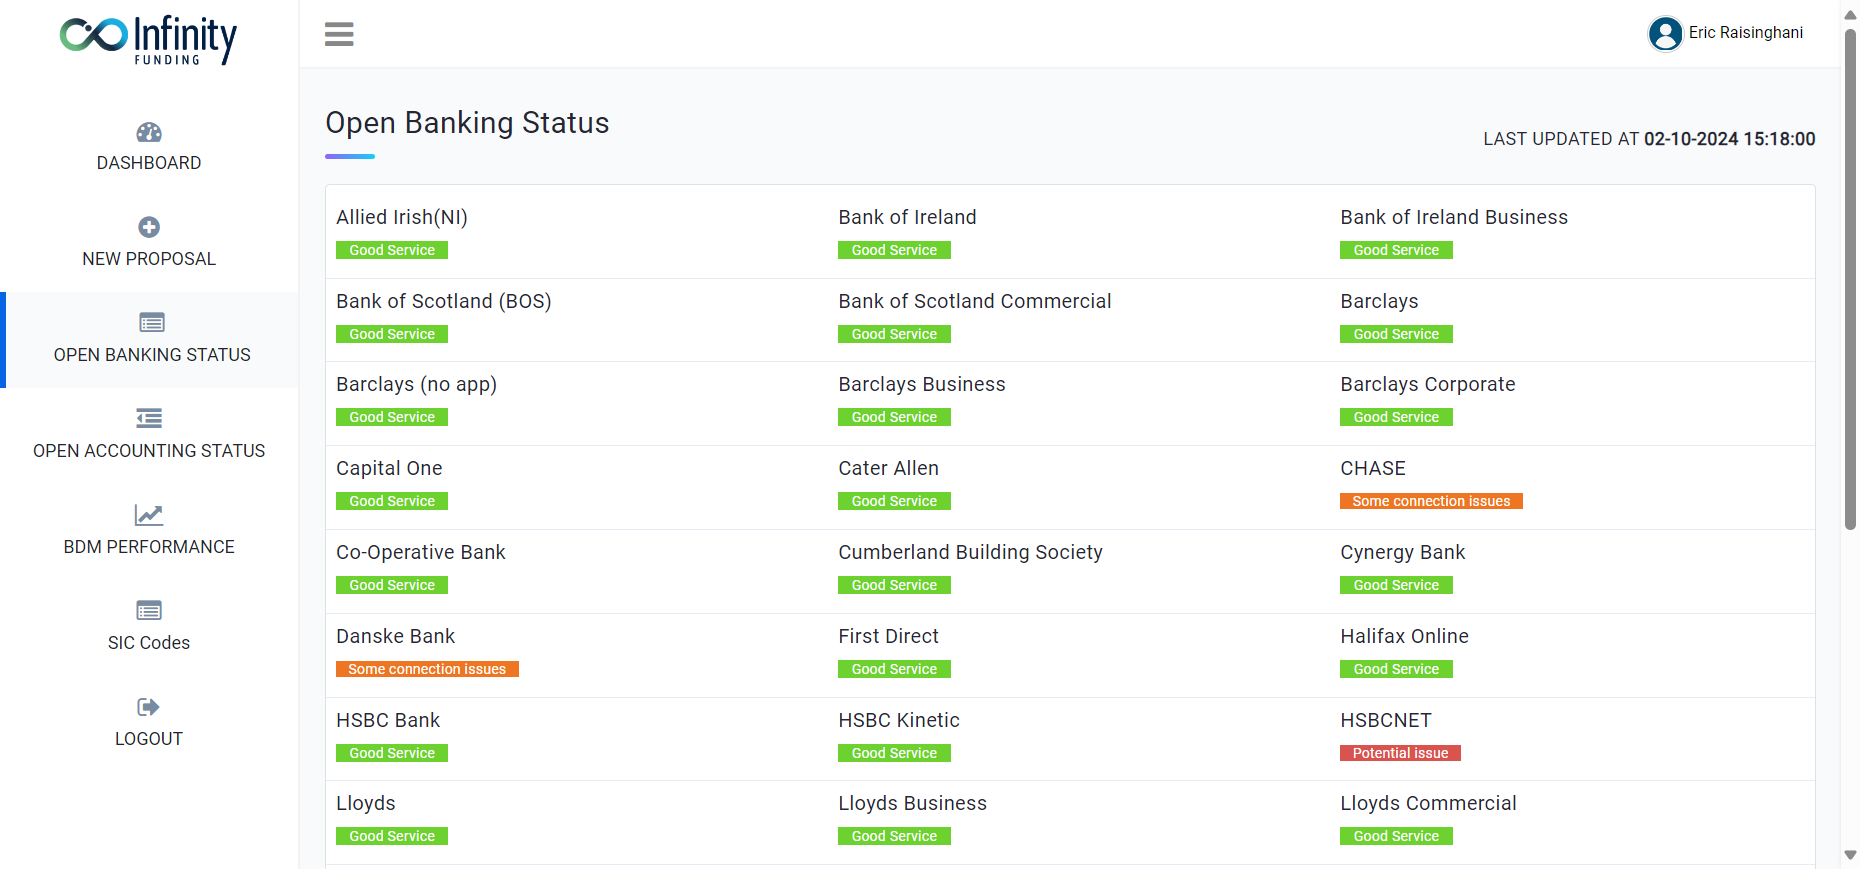 Infinity
FUNDING
Eric Raisinghani
DASHBOARD
NEW PROPOSAL
OPEN BANKING STATUS
OPEN ACCOUNTING STATUS
BDM PERFORMANCE
SIC Codes
LOGOUT
Open Banking Status
LAST UPDATED AT 02-10-2024 15:18:00
Allied Irish(NI) Bank of Ireland Bank of Ireland Business
Good Service Good Service Good Service
Bank of Scotland (BOS) Bank of Scotland Commercial Barclays
Good Service Good Service Good Service
Barclays (no app) Barclays Business Barclays Corporate
Good Service Good Service Good Service
Capital One Cater Allen CHASE
Good Service Good Service Some connection issues
Co-Operative Bank Cumberland Building Society Cynergy Bank
Good Service Good Service Good Service
Danske Bank First Direct Halifax Online
Some connection issues Good Service Good Service
HSBC Bank HSBC Kinetic HSBCNET
Good Service Good Service Potential issue
Lloyds Lloyds Business Lloyds Commercial
Good Service Good Service Good Service